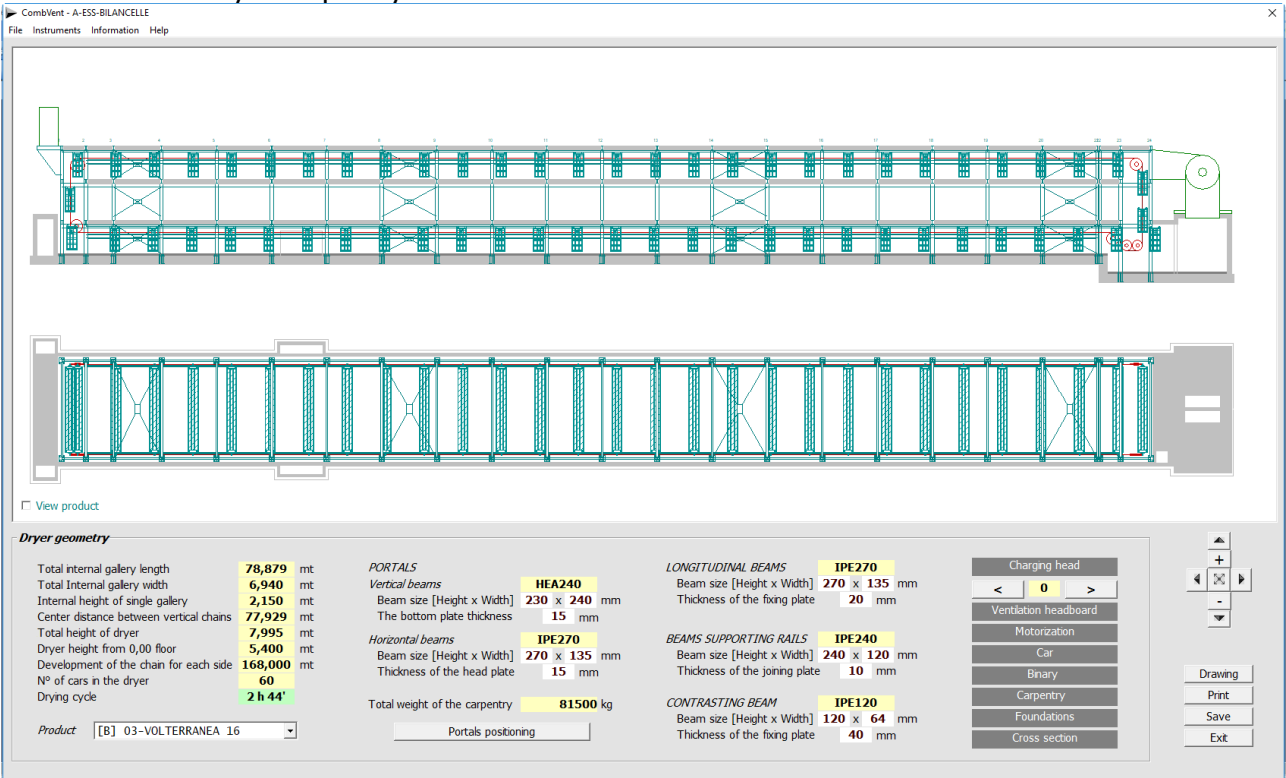 CombVent - A-ESS-BILANCELLE
File Instruments Information Help
View product
Dryer geometry
Total internal gallery length 78,879 mt
Total Internal gallery width 6,940 mt
Internal height of single gallery 2,150 mt
Center distance between vertical chains 77,929 mt
Total height of dryer 7,995 mt
Dryer height from 0,00 floor 5,400 mt
Development of the chain for each side 168,000 mt
Nº of cars in the dryer 60
Drying cycle 2 h 44'
Product [B] 03-VOLTERRANEA 16
PORTALS
Vertical beams HEA240
Beam size [Height x Width] 230 x 240 mm
The bottom plate thickness 15 mm
Horizontal beams IPE270
Beam size [Height x Width] 270 x 135 mm
Thickness of the head plate 15 mm
Total weight of the carpentry 81500 kg
Portals positioning
LONGITUDINAL BEAMS IPE270
Beam size [Height x Width] 270 x 135 mm
Thickness of the fixing plate 20 mm
BEAMS SUPPORTING RAILS IPE240
Beam size [Height x Width] 240 x 120 mm
Thickness of the joining plate 10 mm
CONTRASTING BEAM IPE120
Beam size [Height x Width] 120 x 64 mm
Thickness of the fixing plate 40 mm
Charging head
< 0 >
Ventilation headboard
Motorization
Car
Binary
Carpentry
Foundations
Cross section
+
-
Drawing
Print
Save
Exit